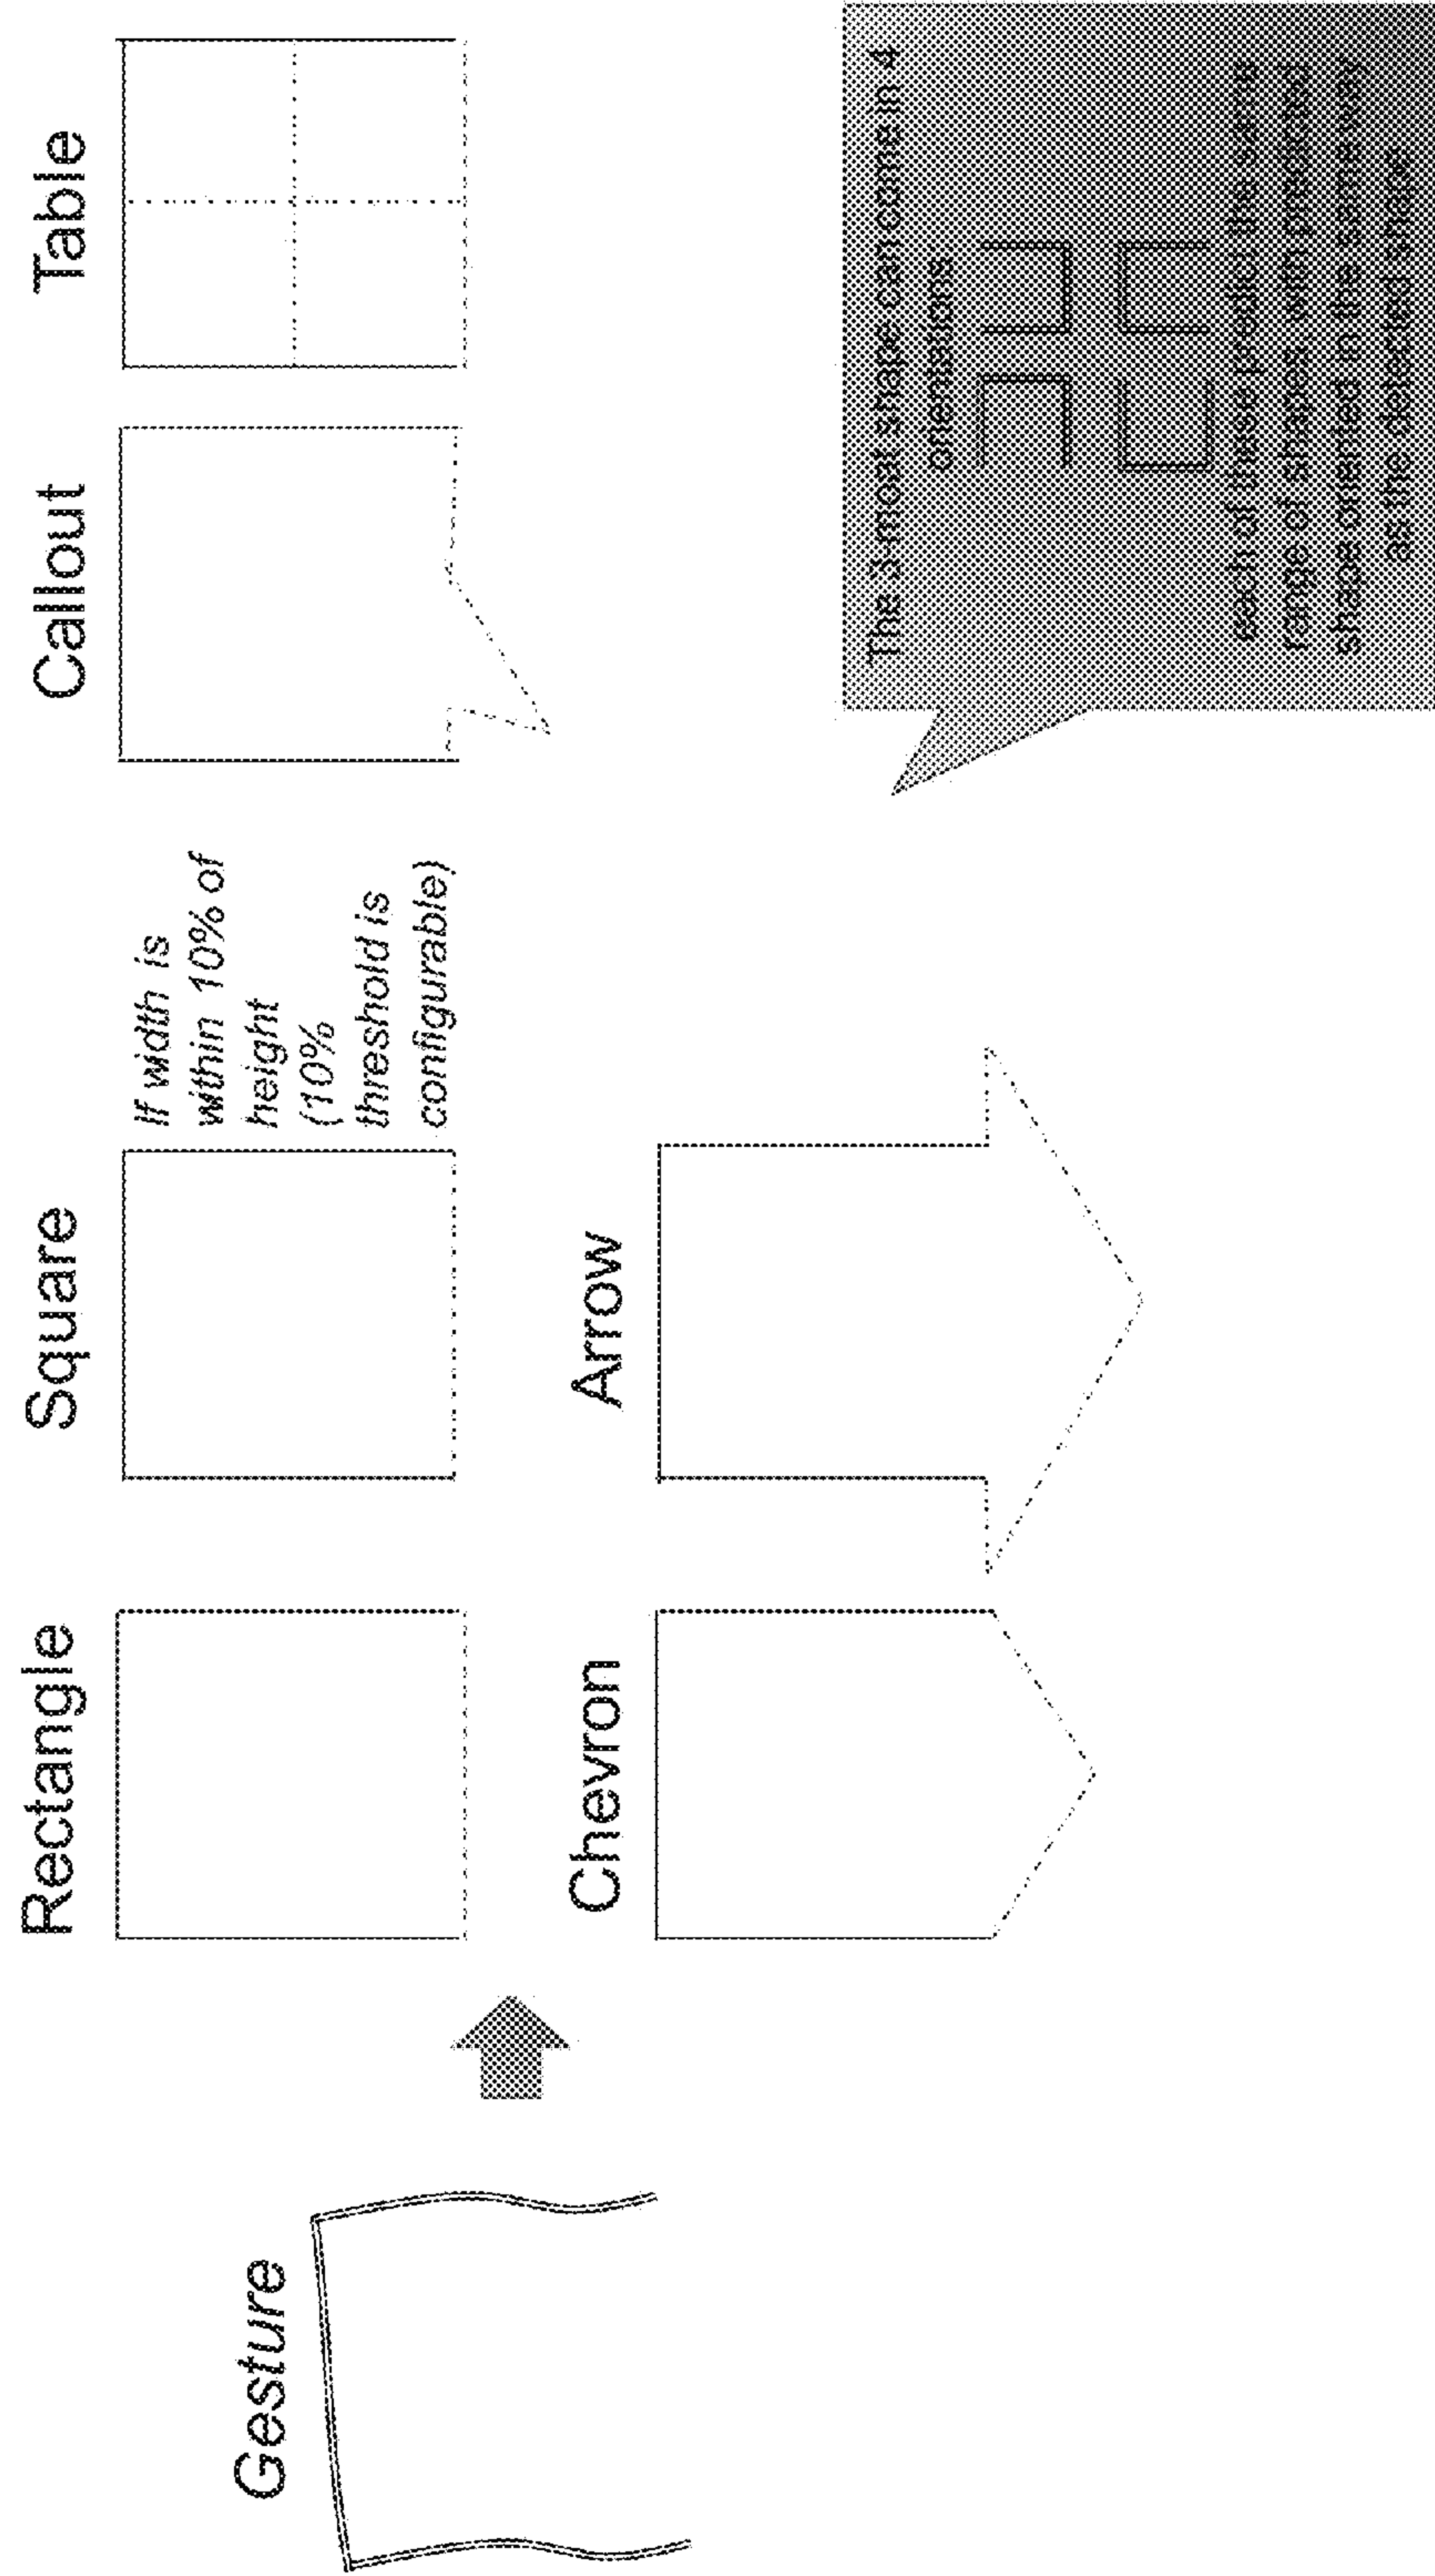 Gesture
Rectangle
Square
If width is
within 10% of
height
(10%
threshold is
configurable)
Callout
Table
Chevron
Arrow
The 3-most shape can come in 4
orientations
each of these predict the same
range of shapes, with predicted
shape oriented in the same way
as the detected shape